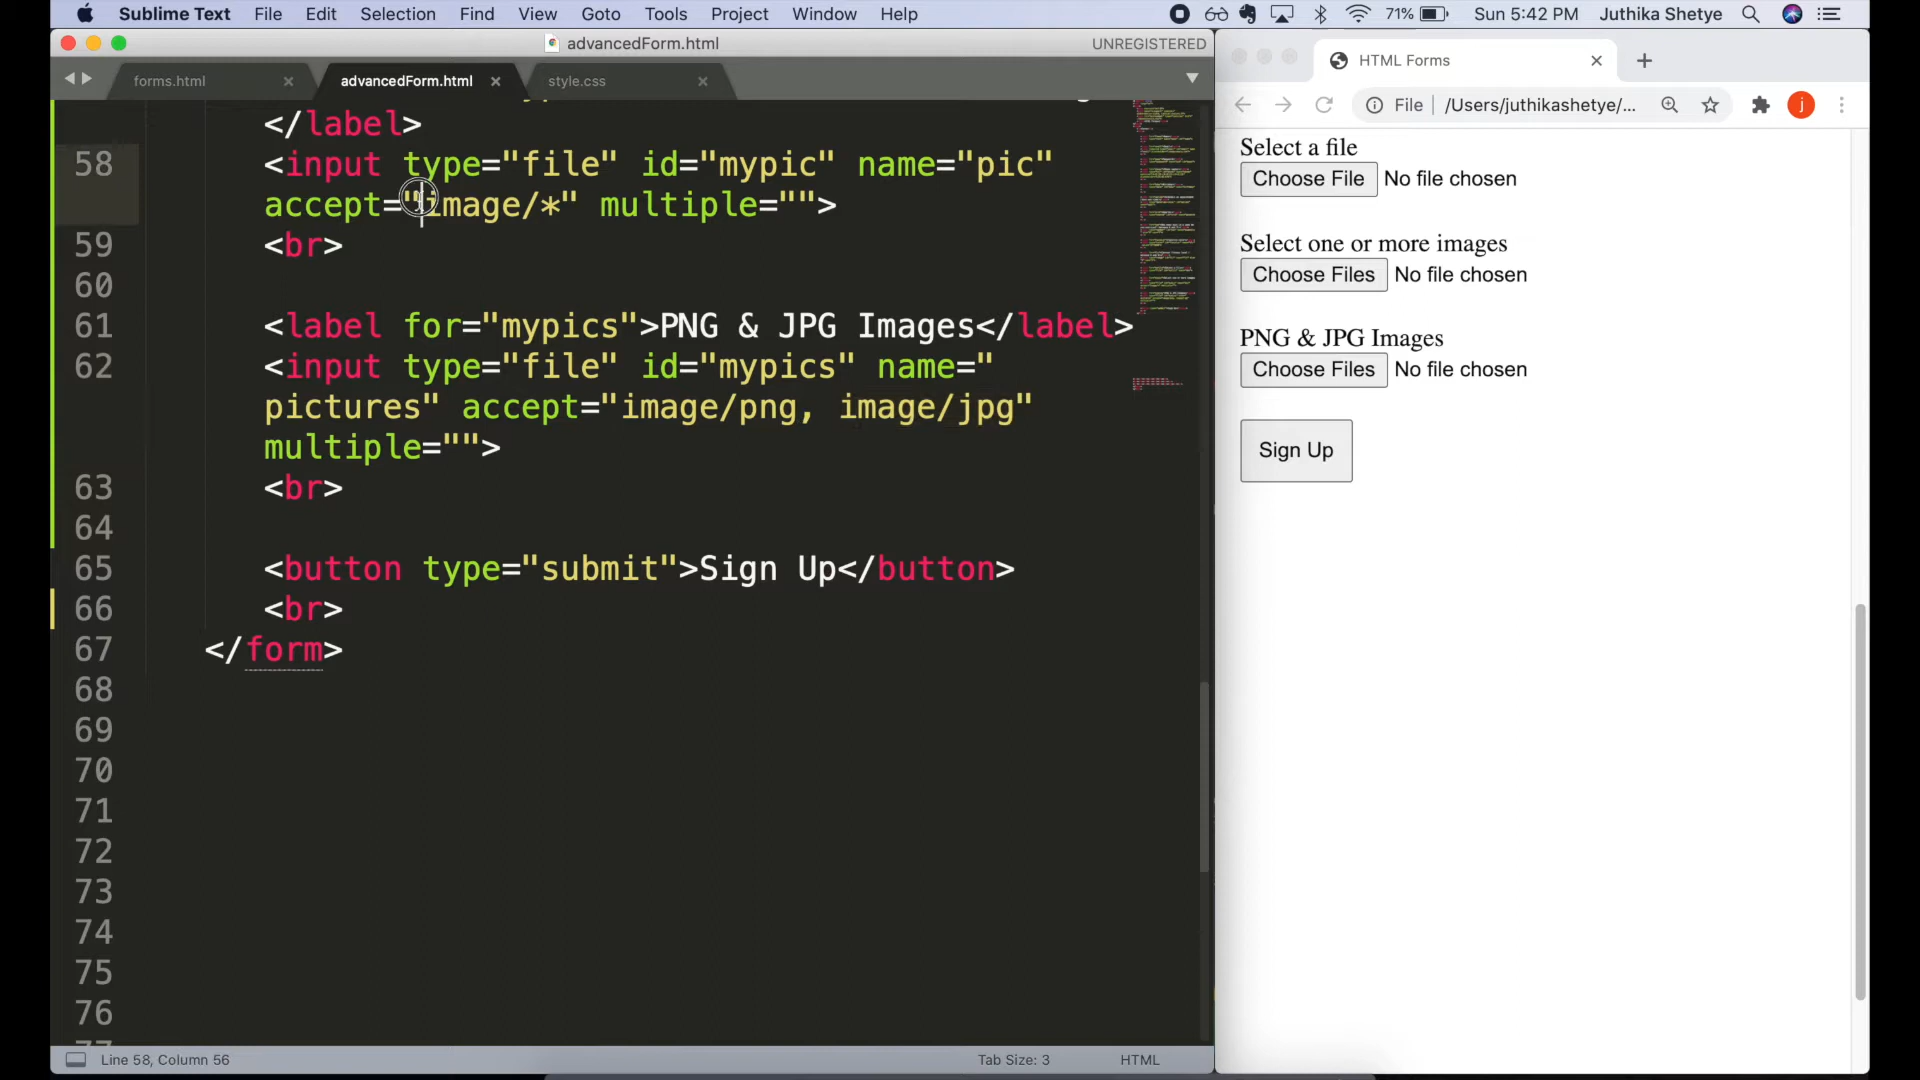 Sublime Text File Edit Selection Find View Goto Tools Project Window Help 71% Sun 5:42 PM Juthika Shetye
advancedForm.html UNREGISTERED
forms.html advancedForm.html style.css
</label>
58 <input type="file" id="mypic" name="pic"
accept="image/*" multiple="">
59 <br>
60
61 <label for="mypics">PNG & JPG Images</label>
62 <input type="file" id="mypics" name="
pictures" accept="image/png, image/jpg"
multiple="">
63 <br>
64
65 <button type="submit">Sign Up</button>
66 <br>
67 </form>
68
69
70
71
72
73
74
75
76
Line 58, Column 56 Tab Size: 3 HTML
HTML Forms
File /Users/juthikashetye/... j
Select a file
Choose File No file chosen
Select one or more images
Choose Files No file chosen
PNG & JPG Images
Choose Files No file chosen
Sign Up